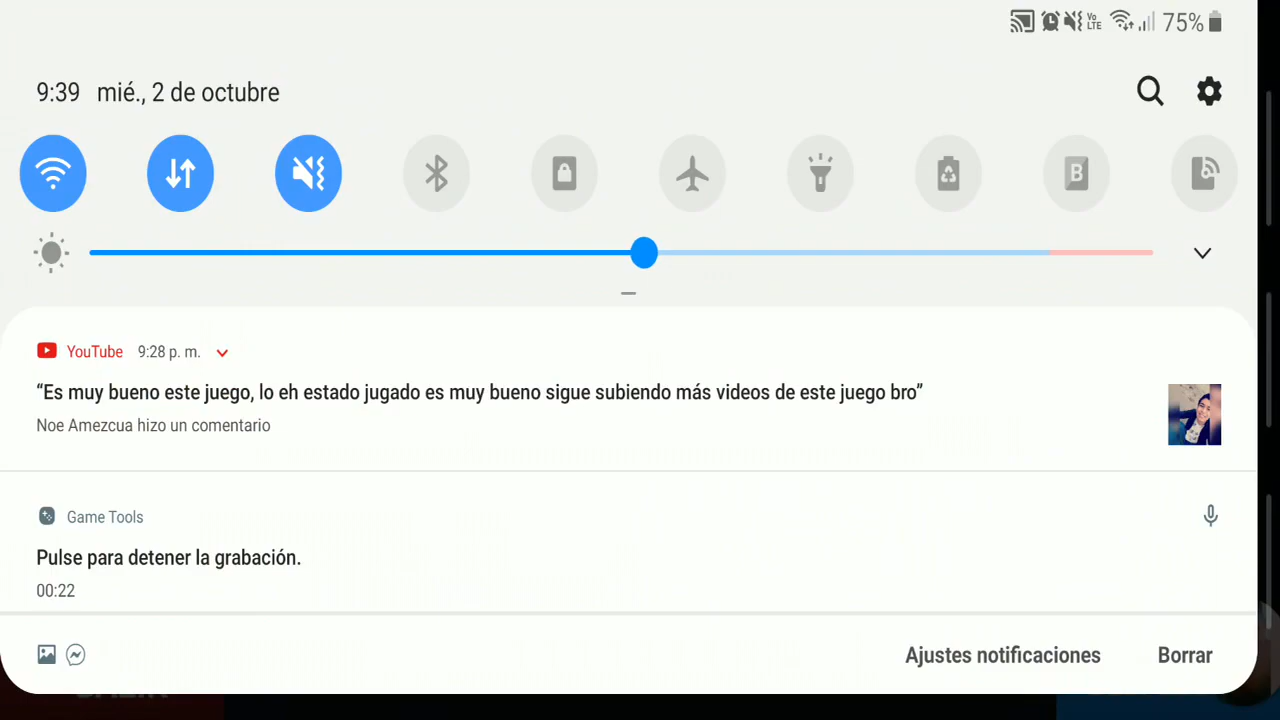 Vo
LTE
75%
9:39 mié., 2 de octubre
B
YouTube 9:28 p. m.
“Es muy bueno este juego, lo eh estado jugado es muy bueno sigue subiendo más videos de este juego bro”
Noe Amezcua hizo un comentario
Game Tools
Pulse para detener la grabación.
00:22
Ajustes notificaciones Borrar